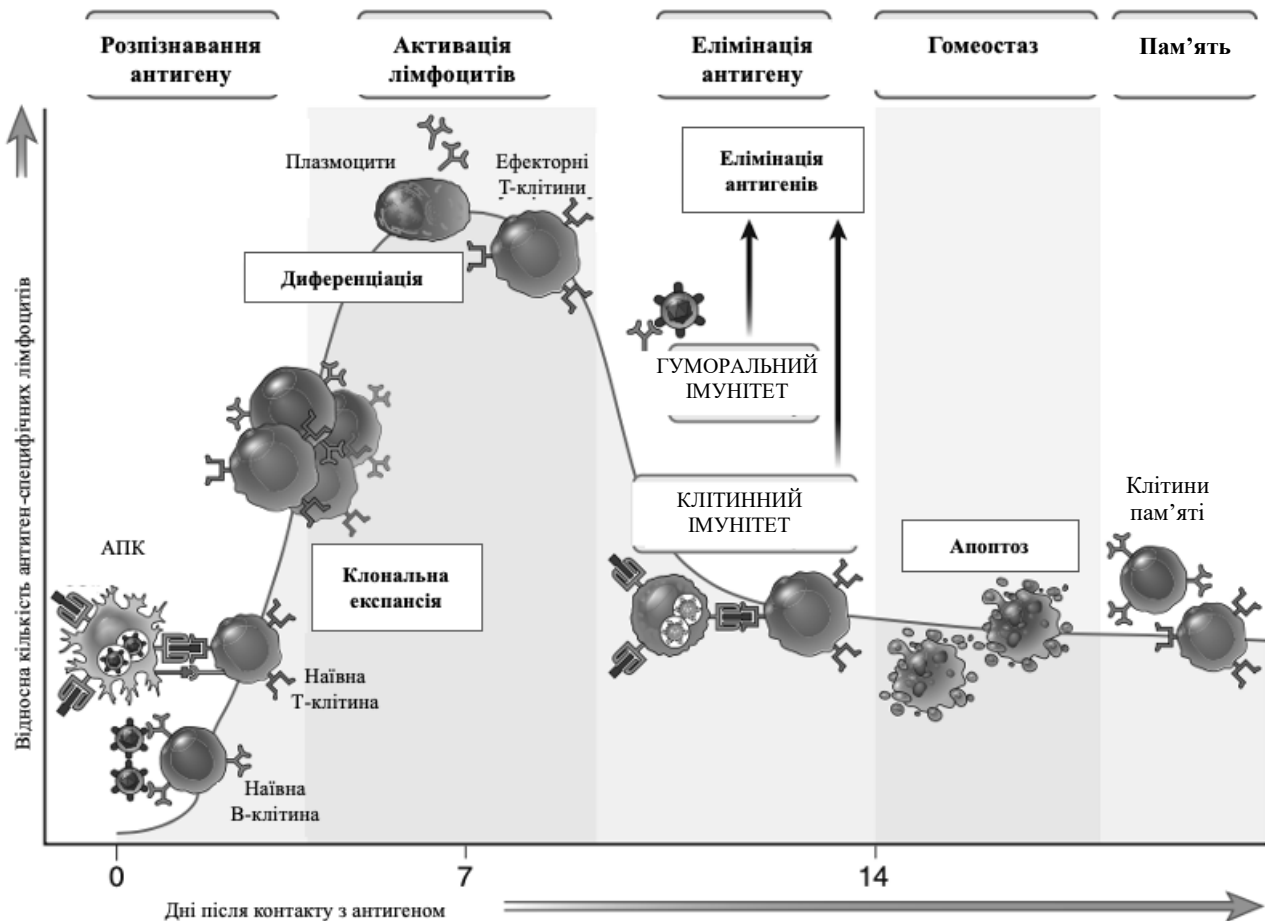 Розпізнавання
антигену
Активація
лімфоцитів
Елімінація
антигену
Гомеостаз
Пам’ять
Відносна кількість антиген-специфічних лімфоцитів
Плазмоцити
Ефекторні
Т-клітини
Елімінація
антигенів
Диференціація
ГУМОРАЛЬНИЙ
ІМУНІТЕТ
КЛІТИННИЙ
ІМУНІТЕТ
Клітини
пам’яті
АПК
Клональна
експансія
Апоптоз
Наївна
Т-клітина
Наївна
В-клітина
0
7
14
Дні після контакту з антигеном